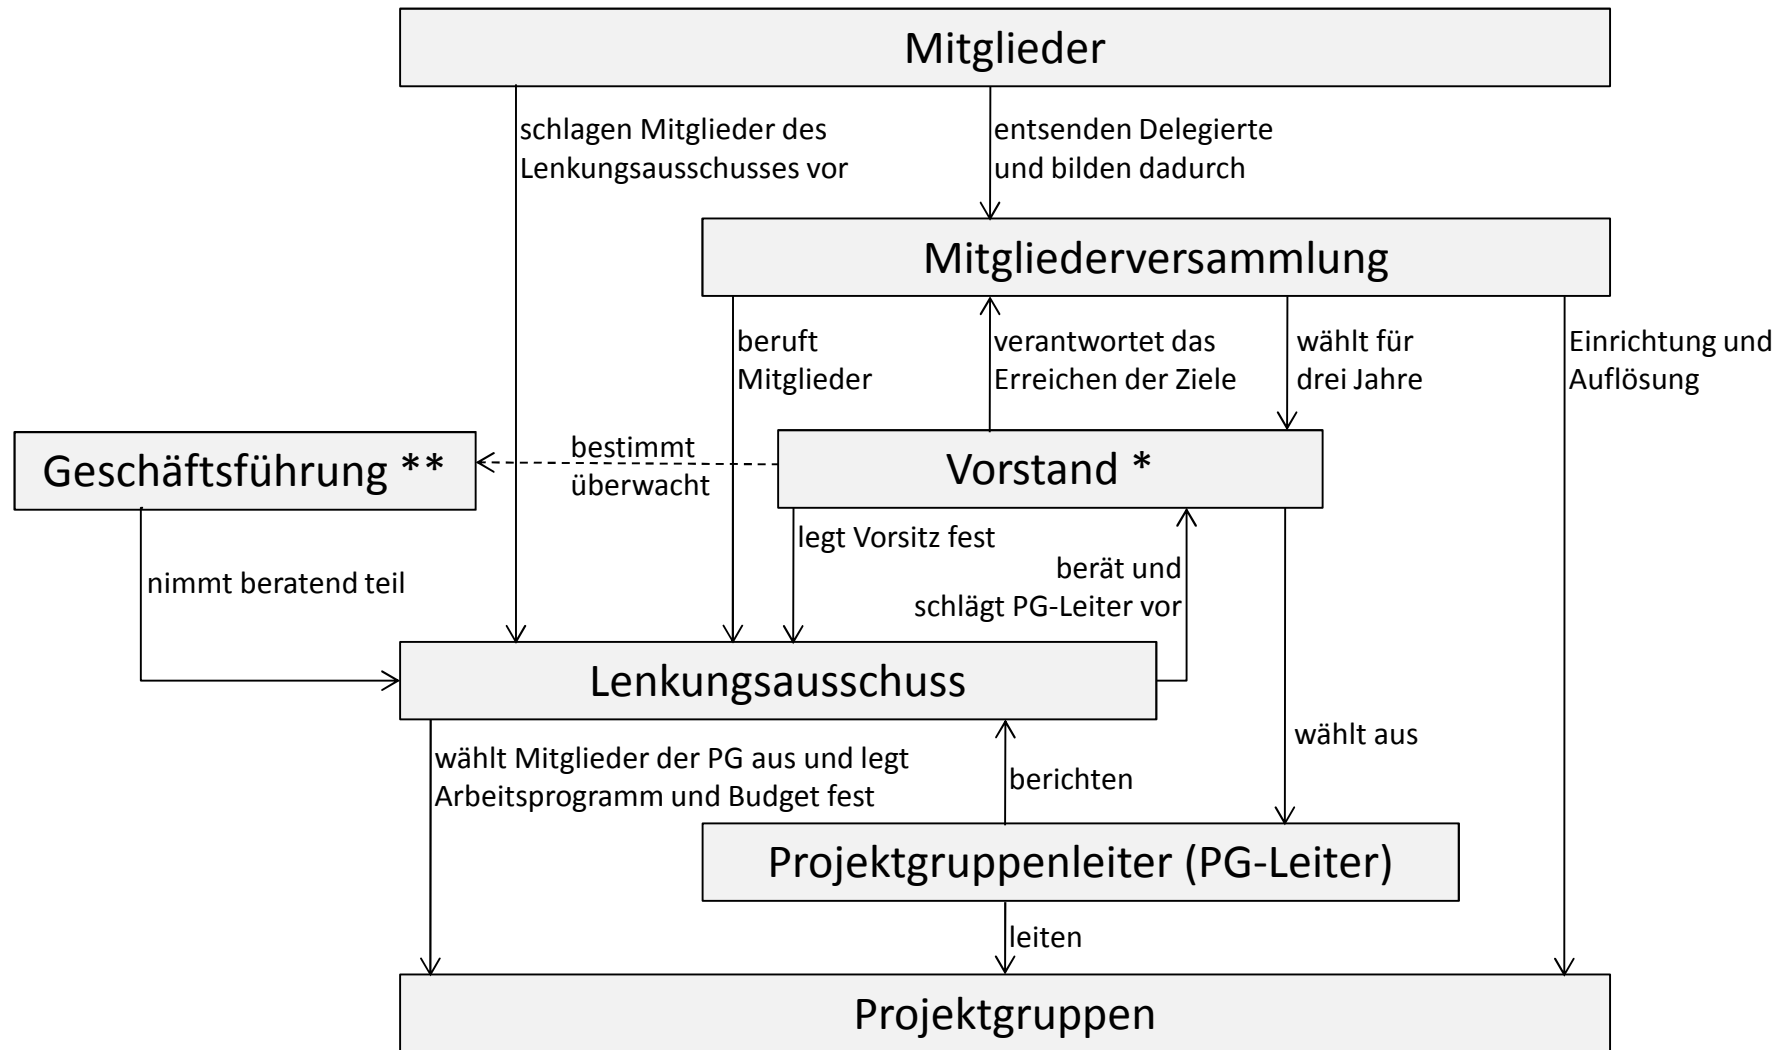 Mitglieder
schlagen Mitglieder des
Lenkungsausschusses vor
entsenden Delegierte
und bilden dadurch
Mitgliederversammlung
beruft
Mitglieder
verantwortet das
Erreichen der Ziele
wählt für
drei Jahre
Einrichtung und
Auflösung
Geschäftsführung **
bestimmt
überwacht
Vorstand *
nimmt beratend teil
legt Vorsitz fest
berät und
schlägt PG-Leiter vor
Lenkungsausschuss
wählt Mitglieder der PG aus und legt
Arbeitsprogramm und Budget fest
berichten
wählt aus
Projektgruppenleiter (PG-Leiter)
leiten
Projektgruppen